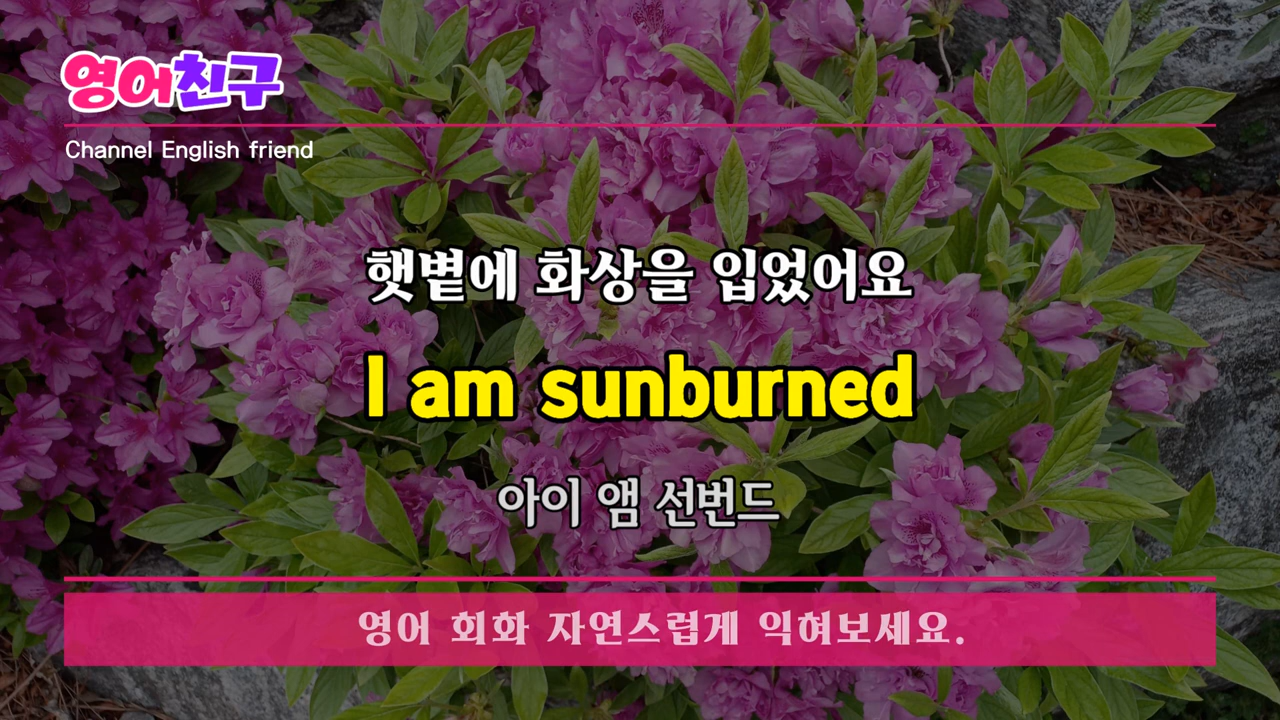 영어친구
Channel English friend
햇볕에 화상을 입었어요
I am sunburned
아이 앰 선번드
영어 회화 자연스럽게 익혀보세요.